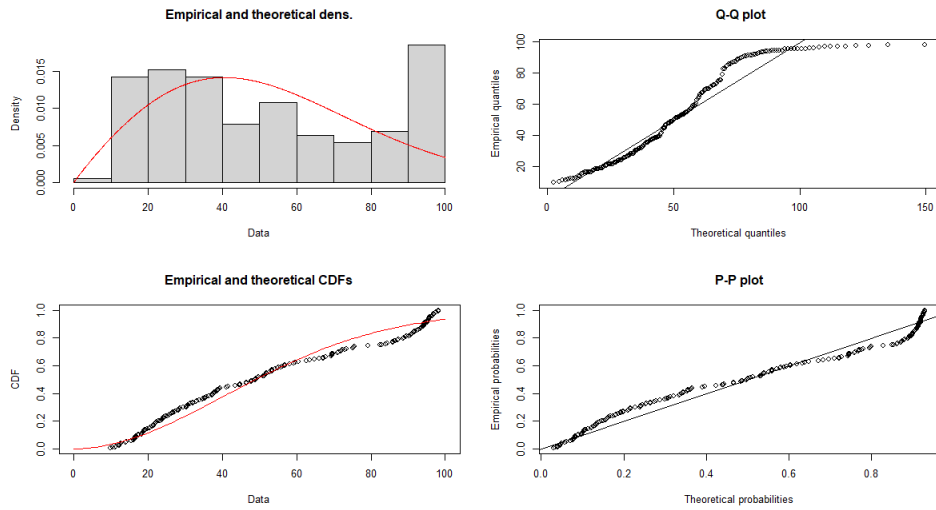 Empirical and theoretical dens.
Density
0.000
0.005
0.010
0.015
0 20 40 60 80 100
Data
Q-Q plot
Empirical quantiles
20
40
60
80
100
0 50 100 150
Theoretical quantiles
Empirical and theoretical CDFs
CDF
0.0
0.2
0.4
0.6
0.8
1.0
0 20 40 60 80 100
Data
P-P plot
Empirical probabilities
0.0
0.2
0.4
0.6
0.8
1.0
0.0 0.2 0.4 0.6 0.8
Theoretical probabilities